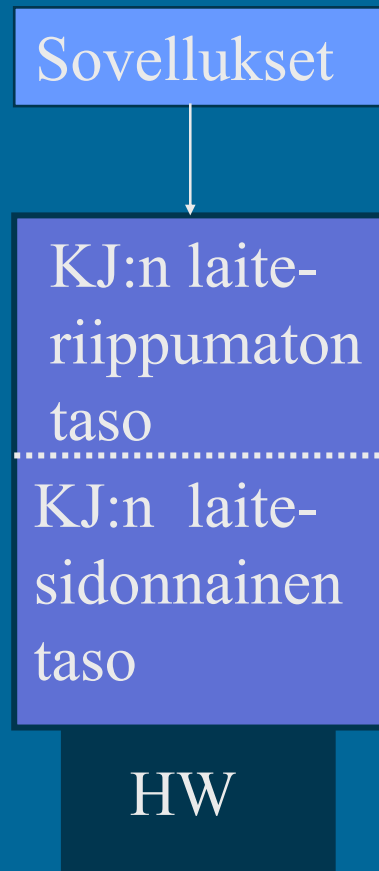 Sovellukset
KJ:n laite-
riippumaton
taso
KJ:n laite-
sidonnainen
taso
HW